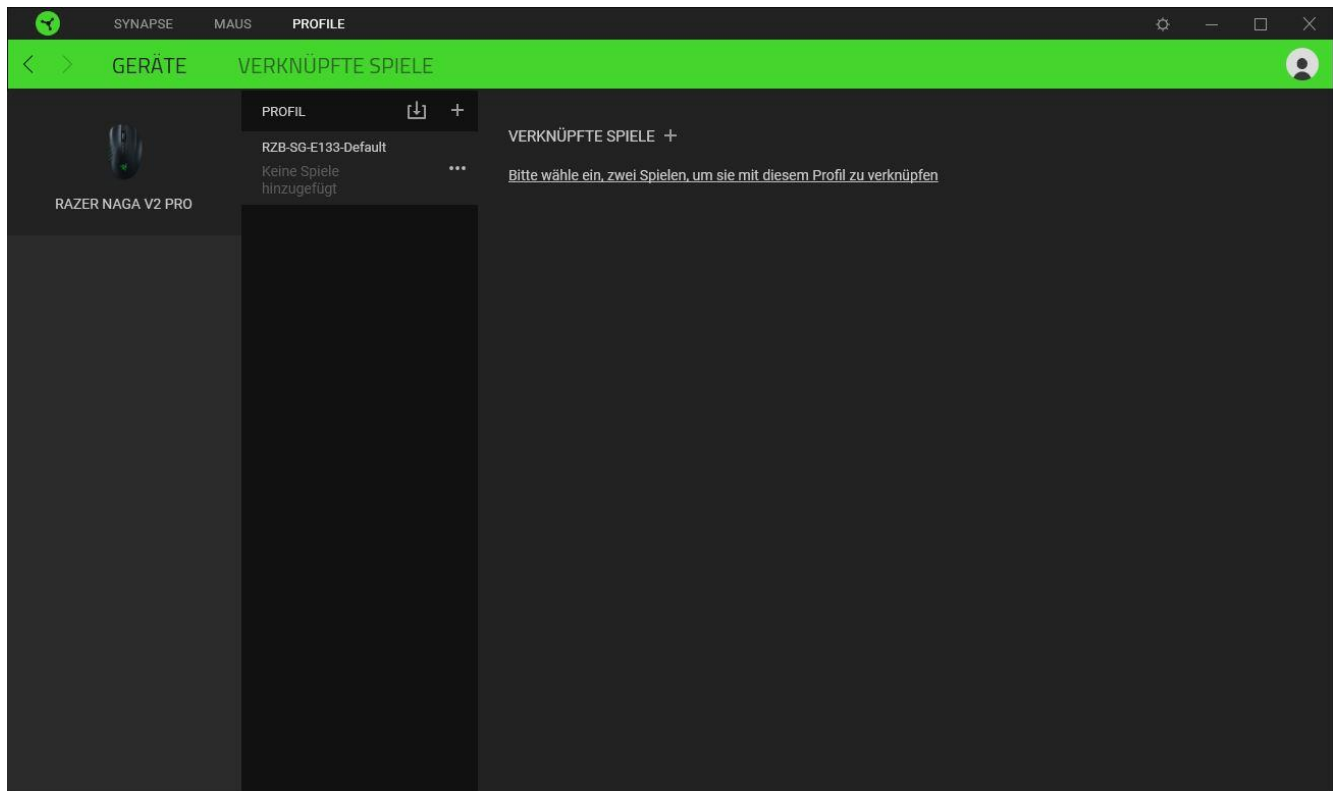 SYNAPSE MAUS PROFILE
GERÄTE VERKNÜPFTE SPIELE
RAZER NAGA V2 PRO
PROFIL
RZB-SG-E133-Default
Keine Spiele
hinzugefügt
VERKNÜPFTE SPIELE +
Bitte wähle ein, zwei Spielen, um sie mit diesem Profil zu verknüpfen